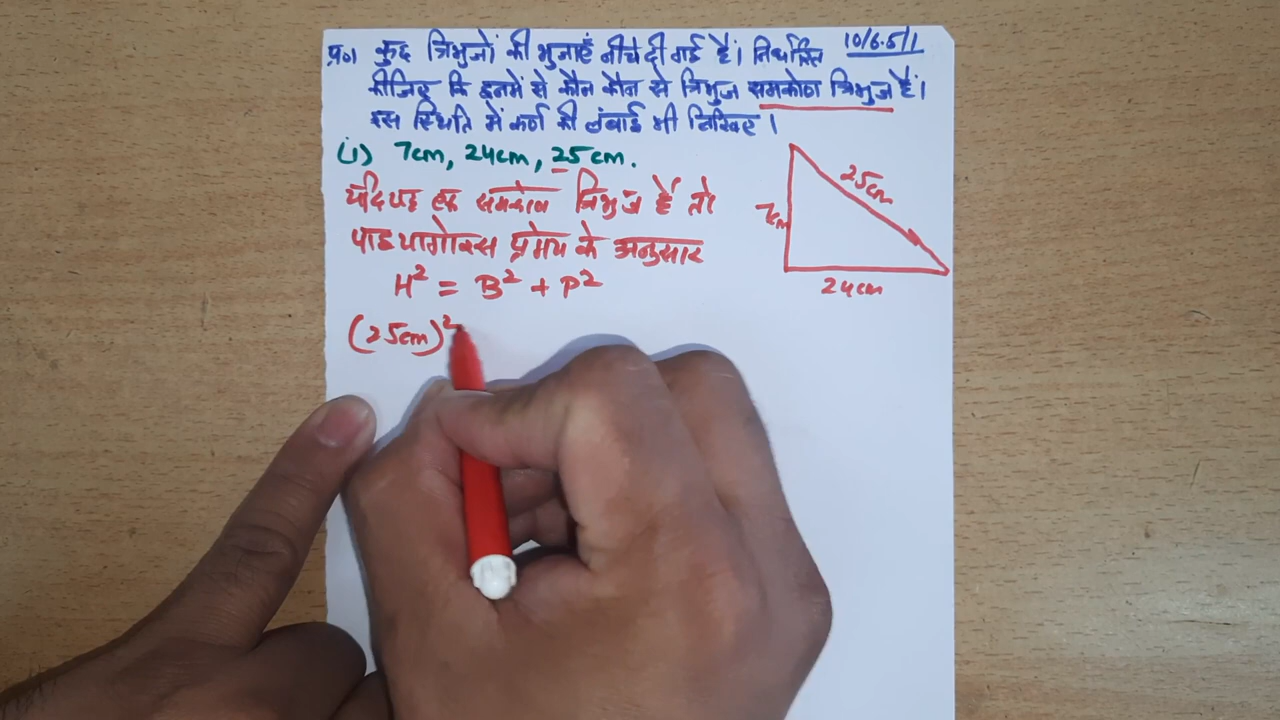 प्र०1 कुछ त्रिभुजों की भुजाएं नीचे दी गई हैं। निर्धारित 10/6.5/1
कीजिए कि इनमें से कौन कौन से त्रिभुज समकोण त्रिभुज हैं।
इस स्थिति में कर्ण की लंबाई भी लिखिए।
(i) 7cm, 24cm, 25cm.
यदि यह एक समकोण त्रिभुज हैं तो
पाइथागोरस प्रमेय के अनुसार
H² = B² + P²
(25cm)²
25cm
7cm
24cm